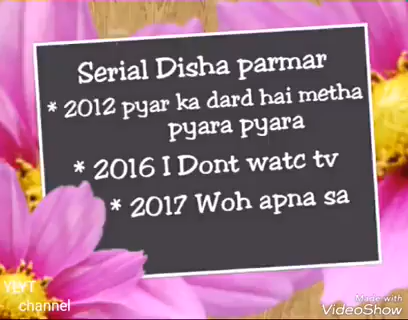 Serial Disha parmar
* 2012 pyar ka dard hai metha
pyara pyara
* 2016 I Dont watc tv
* 2017 Woh apna sa
YLYT
channel
Made with
VideoShow